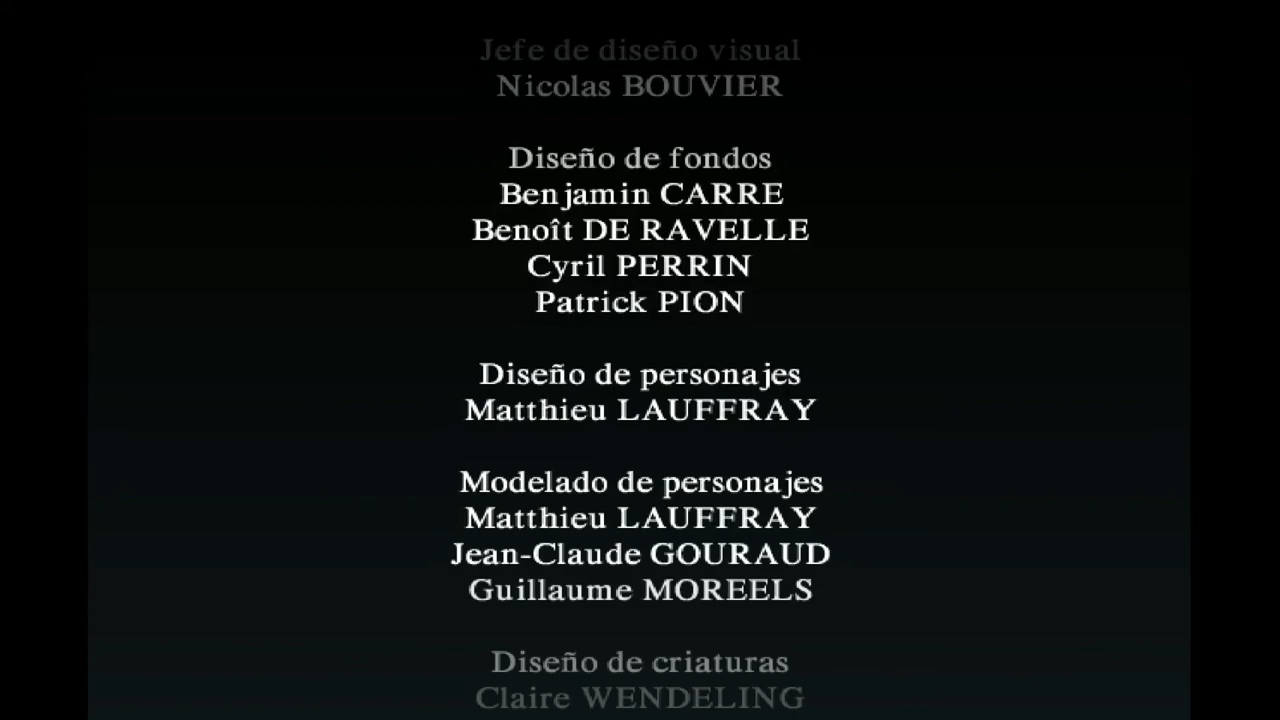 Jefe de diseño visual
Nicolas BOUVIER
Diseño de fondos
Benjamin CARRE
Benoît DE RAVELLE
Cyril PERRIN
Patrick PION
Diseño de personajes
Matthieu LAUFFRAY
Modelado de personajes
Matthieu LAUFFRAY
Jean-Claude GOURAUD
Guillaume MOREELS
Diseño de criaturas
Claire WENDELING